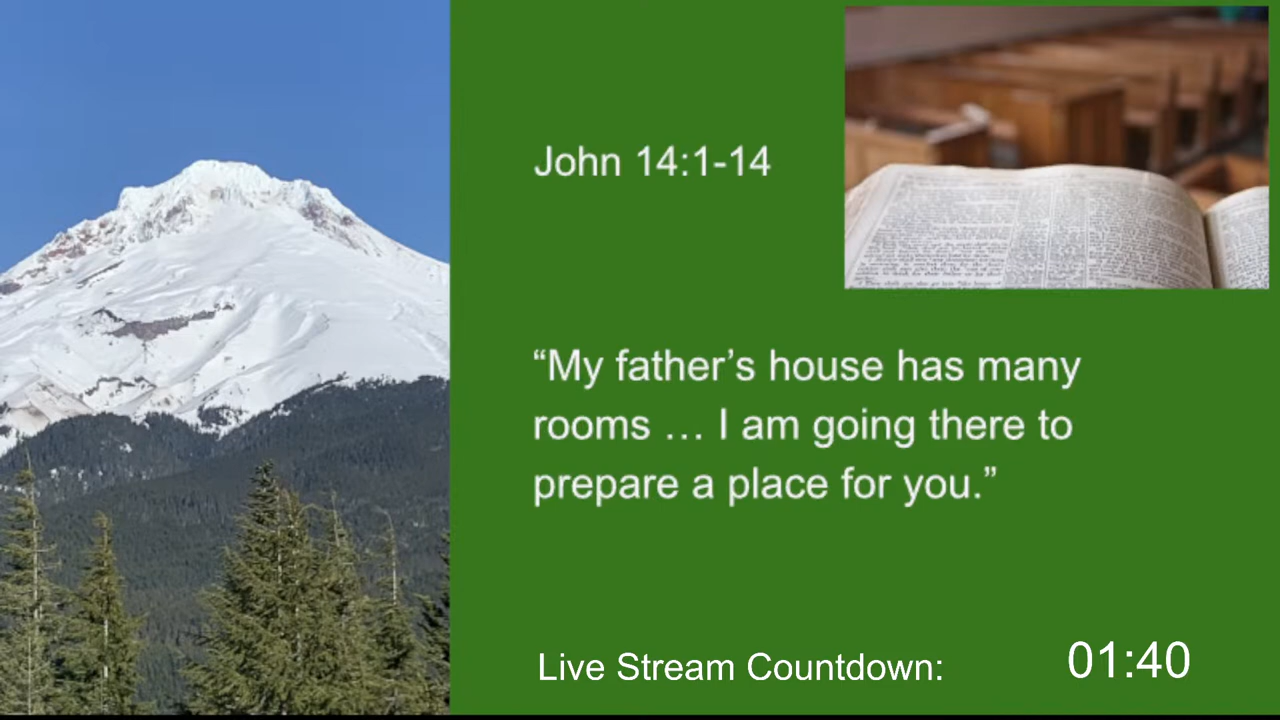 John 14:1-14
“My father’s house has many
rooms … I am going there to
prepare a place for you.”
Live Stream Countdown: 01:40